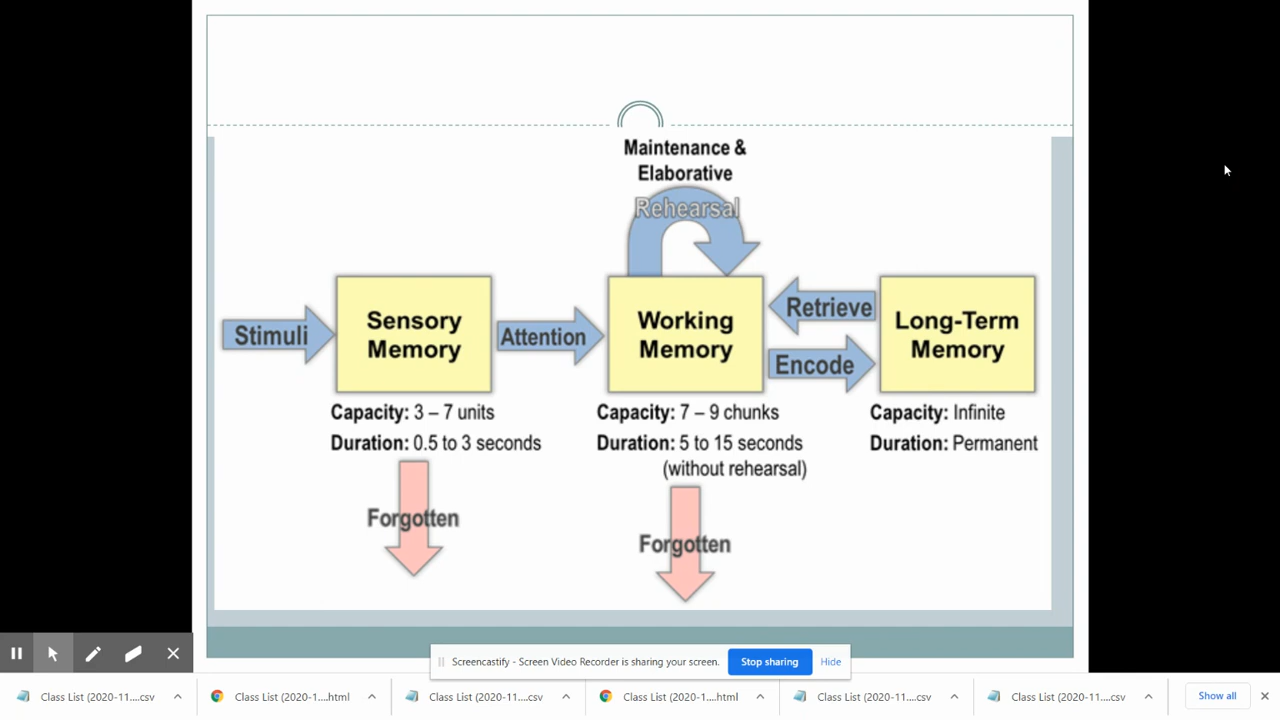 Maintenance &
Elaborative
Rehearsal
Stimuli
Sensory
Memory
Attention
Working
Memory
Retrieve
Encode
Long-Term
Memory
Capacity: 3 – 7 units
Duration: 0.5 to 3 seconds
Capacity: 7 – 9 chunks
Duration: 5 to 15 seconds
(without rehearsal)
Capacity: Infinite
Duration: Permanent
Forgotten
Forgotten
Screencastify - Screen Video Recorder is sharing your screen. Stop sharing Hide
Class List (2020-11....csv Class List (2020-1....html Class List (2020-11....csv Class List (2020-1....html Class List (2020-11....csv Class List (2020-11....csv Show all